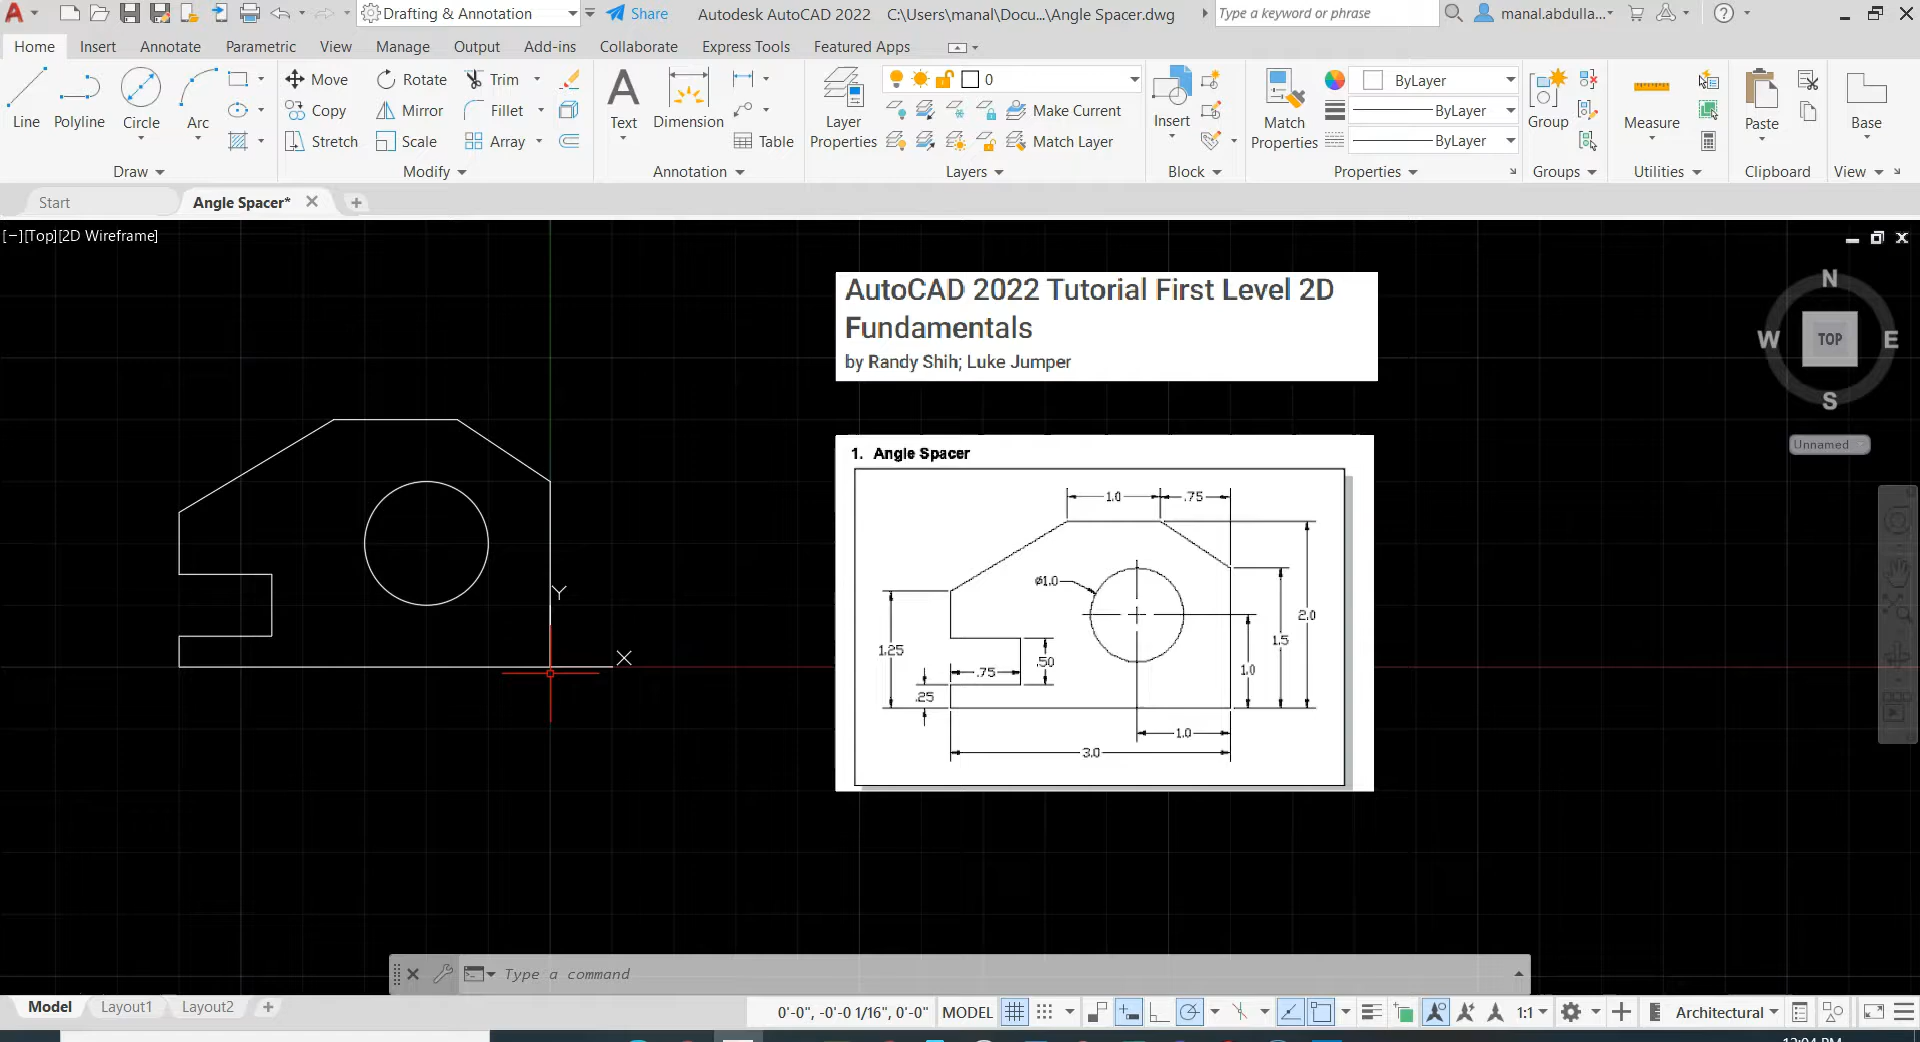 Drafting & Annotation
Share
Autodesk AutoCAD 2022 C:\Users\manal\Docu...\Angle Spacer.dwg
Type a keyword or phrase
manal.abdulla...
Home Insert Annotate Parametric View Manage Output Add-ins Collaborate Express Tools Featured Apps
Line Polyline Circle Arc
Move Rotate Trim
Copy Mirror Fillet
Stretch Scale Array
Text Dimension Table
Layer Properties
0
Make Current
Match Layer
Insert
Match Properties
ByLayer
ByLayer
ByLayer
Group Measure Paste Base
Draw Modify Annotation Layers Block Properties Groups Utilities Clipboard View
Start Angle Spacer*
[−][Top][2D Wireframe]
AutoCAD 2022 Tutorial First Level 2D
Fundamentals
by Randy Shih; Luke Jumper
N
W TOP E
S
Unnamed
1. Angle Spacer
1.0 .75
ø1.0
2.0
1.5
1.25
.50
.75
1.0
.25
1.0
3.0
Y
X
Type a command
Model Layout1 Layout2
0'-0", -0'-0 1/16", 0'-0" MODEL 1:1 Architectural